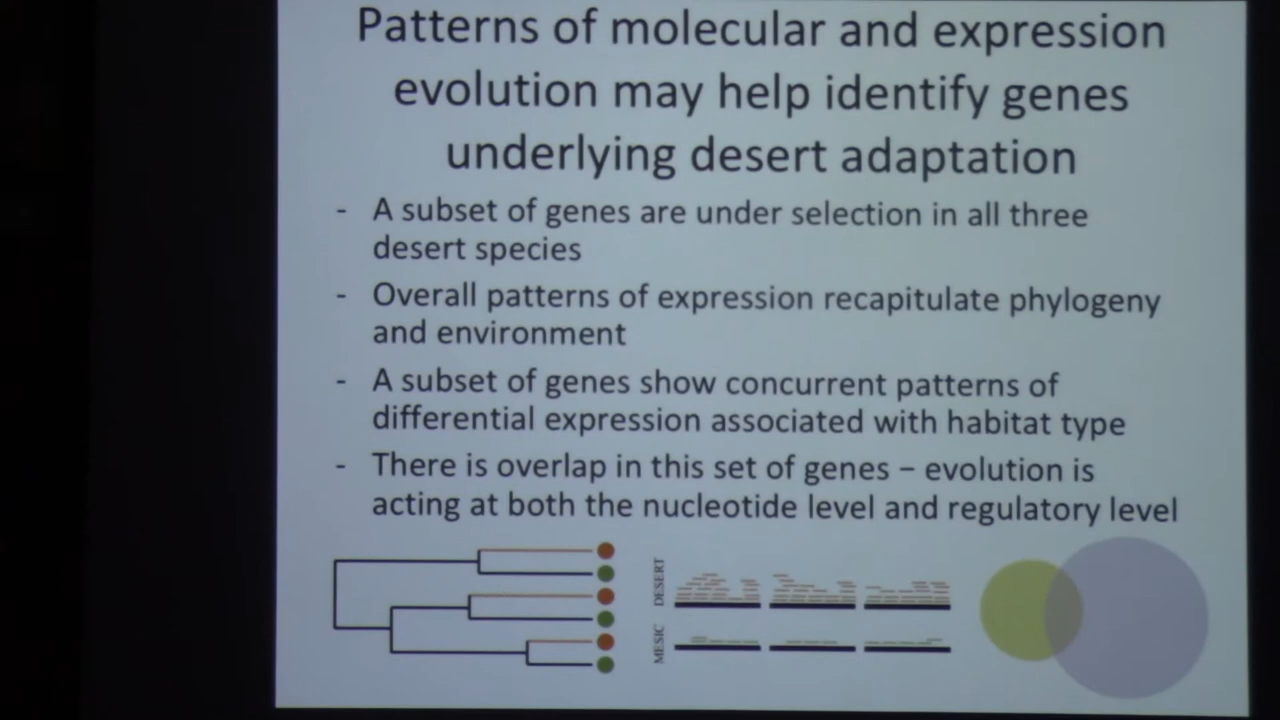 Patterns of molecular and expression
evolution may help identify genes
underlying desert adaptation
- A subset of genes are under selection in all three
desert species
- Overall patterns of expression recapitulate phylogeny
and environment
- A subset of genes show concurrent patterns of
differential expression associated with habitat type
- There is overlap in this set of genes – evolution is
acting at both the nucleotide level and regulatory level
DESERT
MESIC